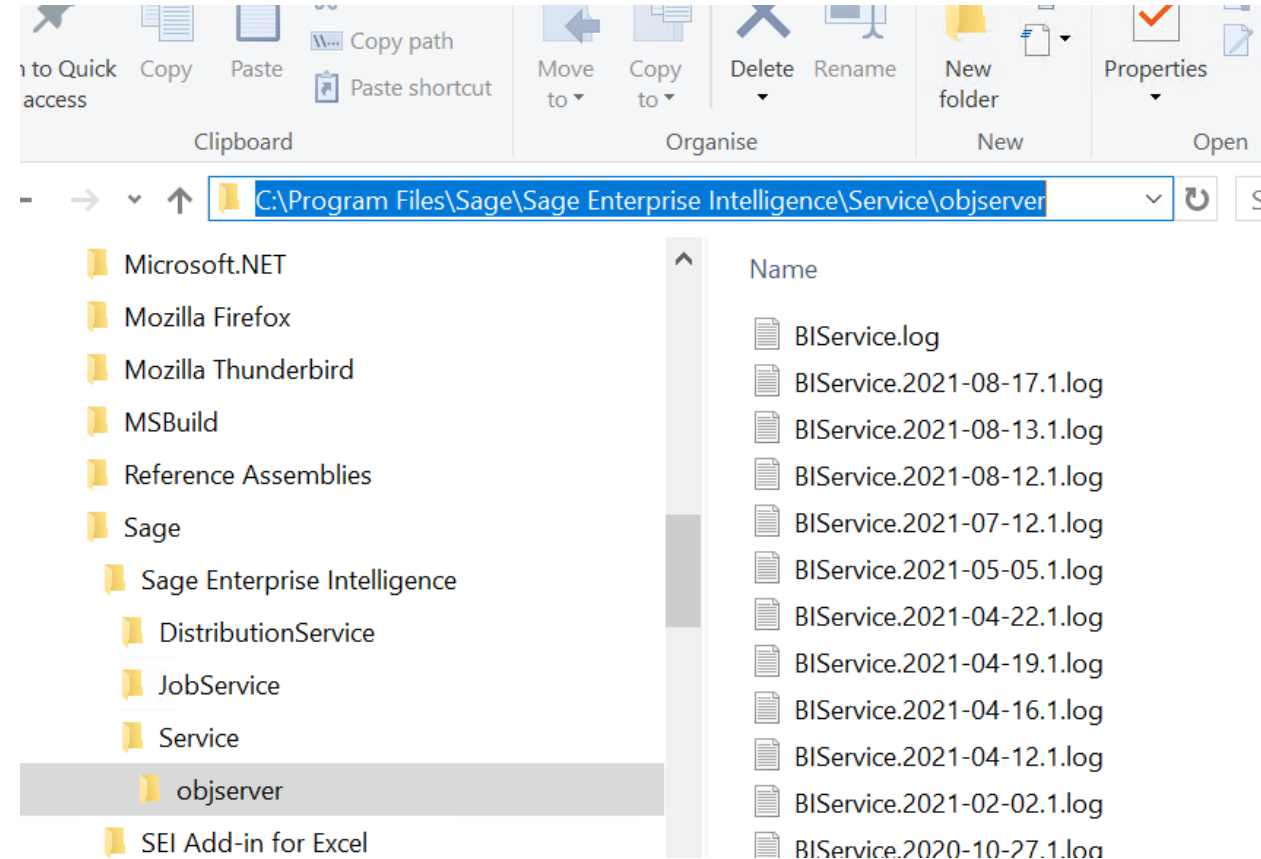 Copy path
Paste shortcut
to Quick
access
Copy
Paste
Move
to
Copy
to
Delete
Rename
New
folder
Properties
Clipboard
Organise
New
Open
C:\Program Files\Sage\Sage Enterprise Intelligence\Service\objserver
Microsoft.NET
Mozilla Firefox
Mozilla Thunderbird
MSBuild
Reference Assemblies
Sage
Sage Enterprise Intelligence
DistributionService
JobService
Service
objserver
SEI Add-in for Excel
Name
BIService.log
BIService.2021-08-17.1.log
BIService.2021-08-13.1.log
BIService.2021-08-12.1.log
BIService.2021-07-12.1.log
BIService.2021-05-05.1.log
BIService.2021-04-22.1.log
BIService.2021-04-19.1.log
BIService.2021-04-16.1.log
BIService.2021-04-12.1.log
BIService.2021-02-02.1.log
BIService.2020-10-27.1.log